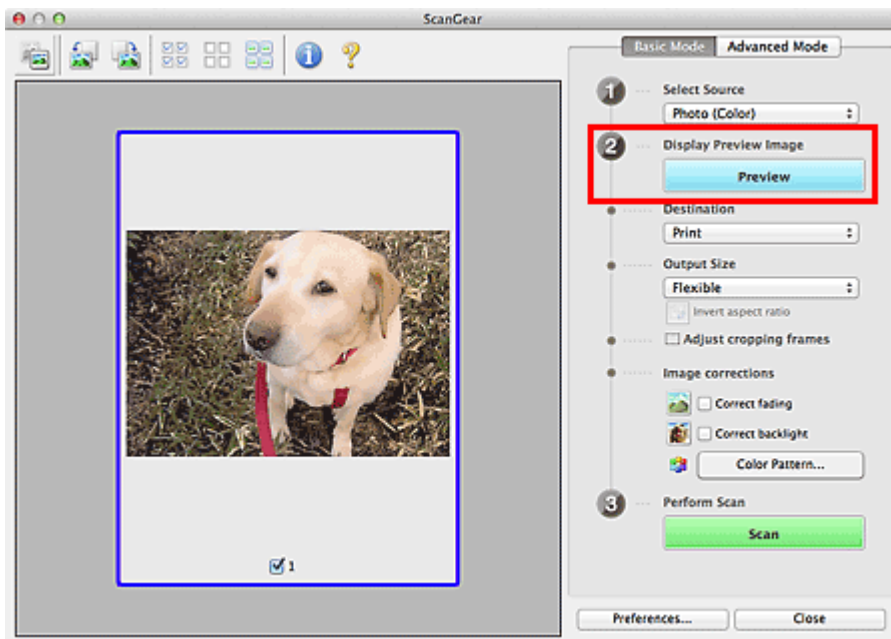 ScanGear
Basic Mode
Advanced Mode
1
Select Source
Photo (Color)
2
Display Preview Image
Preview
Destination
Print
Output Size
Flexible
Invert aspect ratio
Adjust cropping frames
Image corrections
Correct fading
Correct backlight
Color Pattern...
3
Perform Scan
Scan
1
Preferences...
Close